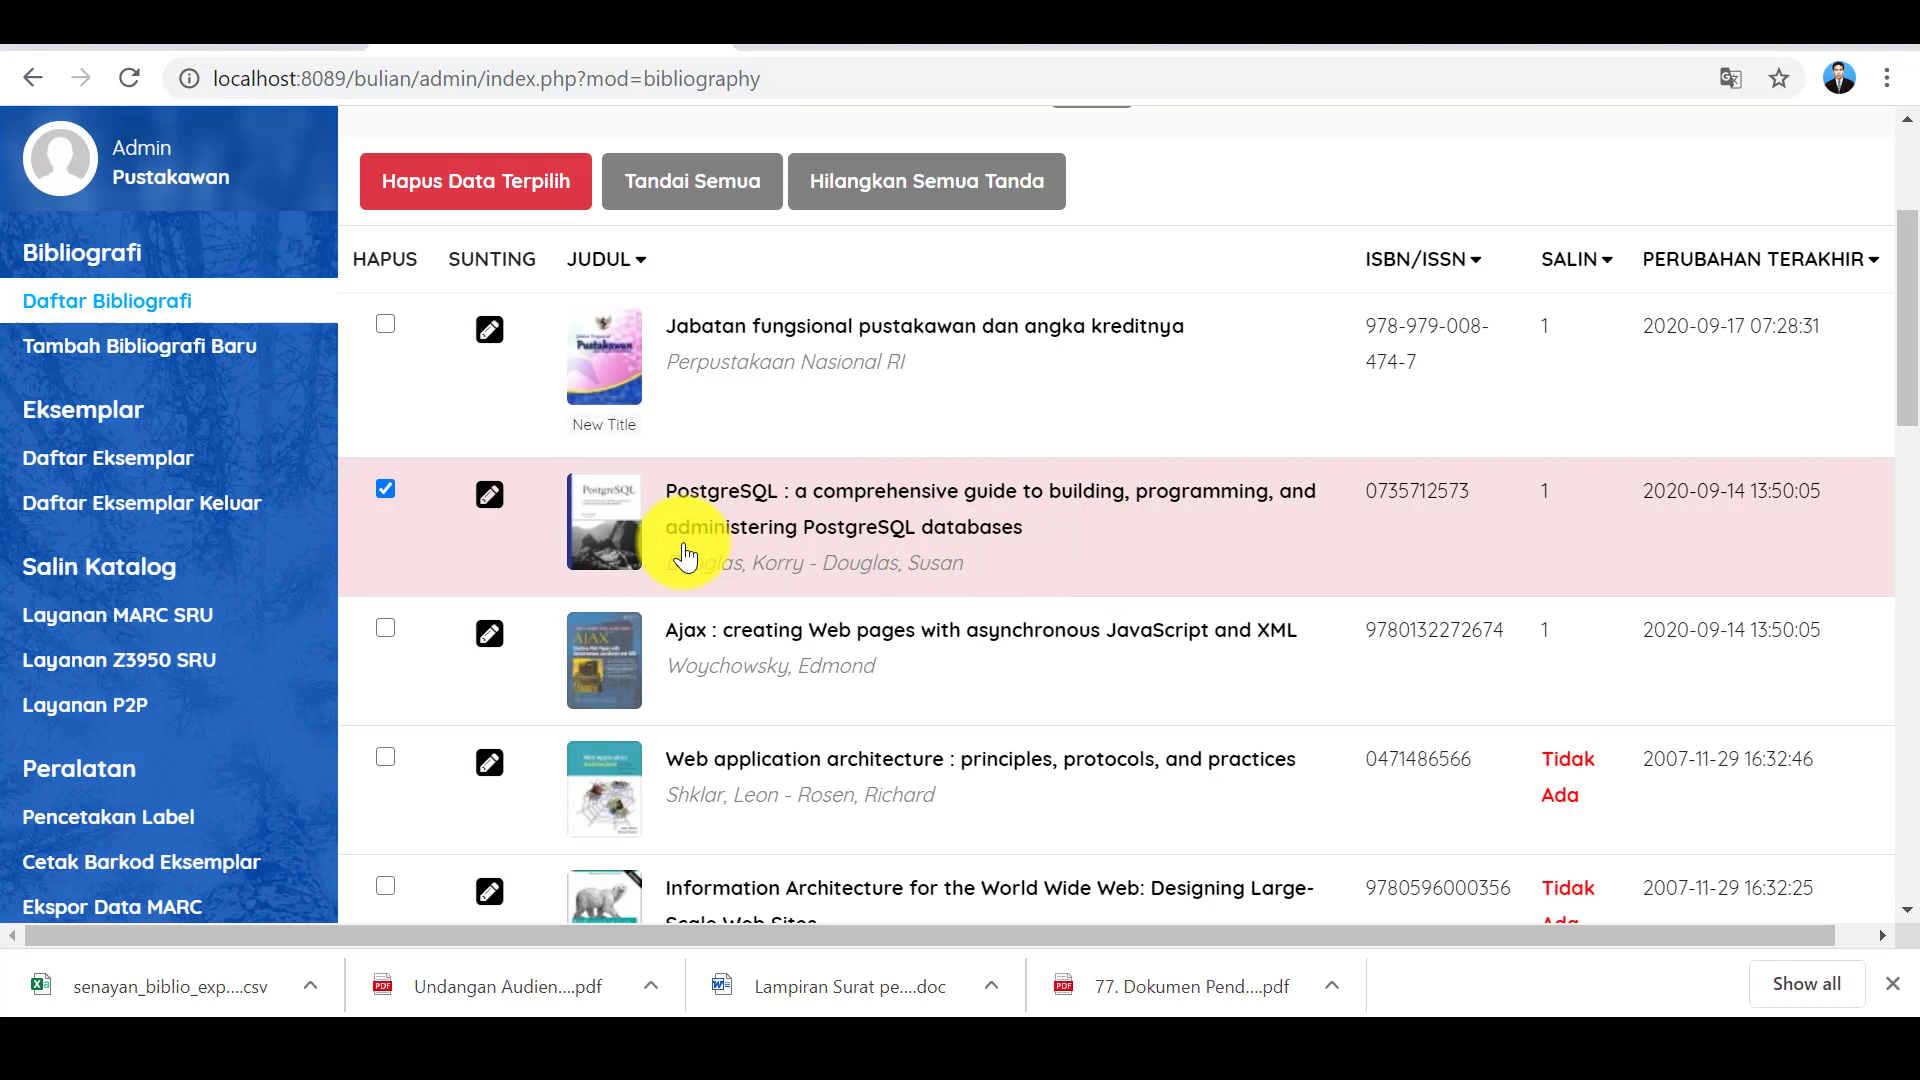 localhost:8089/bulian/admin/index.php?mod=bibliography
Admin
Pustakawan
Bibliografi
Daftar Bibliografi
Tambah Bibliografi Baru
Eksemplar
Daftar Eksemplar
Daftar Eksemplar Keluar
Salin Katalog
Layanan MARC SRU
Layanan Z3950 SRU
Layanan P2P
Peralatan
Pencetakan Label
Cetak Barkod Eksemplar
Ekspor Data MARC
Hapus Data Terpilih
Tandai Semua
Hilangkan Semua Tanda
HAPUS SUNTING JUDUL ISBN/ISSN SALIN PERUBAHAN TERAKHIR
Pustakawan
Jabatan fungsional pustakawan dan angka kreditnya
Perpustakaan Nasional RI
New Title
978-979-008-
474-7
1
2020-09-17 07:28:31
PostgreSQL
PostgreSQL : a comprehensive guide to building, programming, and
administering PostgreSQL databases
Douglas, Korry - Douglas, Susan
0735712573
1
2020-09-14 13:50:05
AJAX
Ajax : creating Web pages with asynchronous JavaScript and XML
Woychowsky, Edmond
9780132272674
1
2020-09-14 13:50:05
Web application architecture : principles, protocols, and practices
Shklar, Leon - Rosen, Richard
0471486566
Tidak
Ada
2007-11-29 16:32:46
Information Architecture for the World Wide Web: Designing Large-
Scale Web Sites
9780596000356
Tidak
Ada
2007-11-29 16:32:25
senayan_biblio_exp....csv
Undangan Audien....pdf
Lampiran Surat pe....doc
77. Dokumen Pend....pdf
Show all